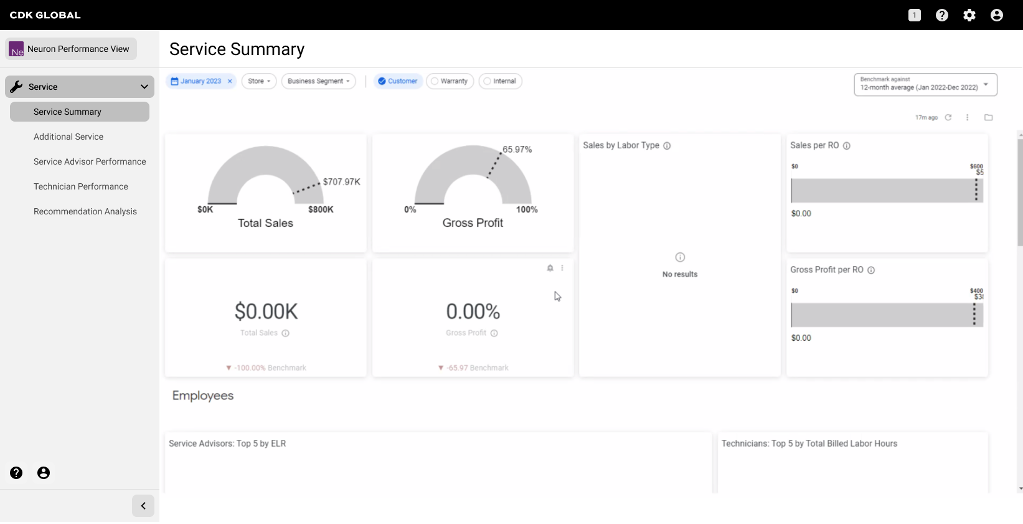 CDK GLOBAL
1
Ne Neuron Performance View
Service Summary
Service
January 2023 ×
Store
Business Segment
Customer
Warranty
Internal
Benchmark against
12-month average (Jan 2022-Dec 2022)
Service Summary
Additional Service
Service Advisor Performance
Technician Performance
Recommendation Analysis
17m ago
$707.97K
$0K
$800K
Total Sales
65.97%
0%
100%
Gross Profit
Sales by Labor Type
No results
Sales per RO
$0
$600
$0.00
$0.00K
Total Sales
▼ -100.00% Benchmark
0.00%
Gross Profit
▼ -65.97 Benchmark
Gross Profit per RO
$0
$400
$0.00
Employees
Service Advisors: Top 5 by ELR
Technicians: Top 5 by Total Billed Labor Hours